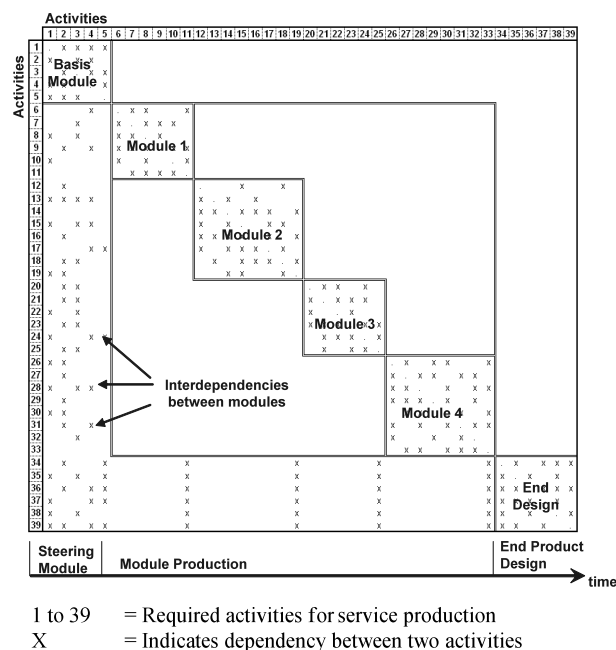 Activities
1 2 3 4 5 6 7 8 9 10 11 12 13 14 15 16 17 18 19 20 21 22 23 24 25 26 27 28 29 30 31 32 33 34 35 36 37 38 39
Activities
1
2
3
4
5
6
7
8
9
10
11
12
13
14
15
16
17
18
19
20
21
22
23
24
25
26
27
28
29
30
31
32
33
34
35
36
37
38
39
Basis
Module
Module 1
Module 2
Module 3
Interdependencies
between modules
Module 4
End
Design
Steering
Module
Module Production
End Product
Design
time
1 to 39 = Required activities for service production
X = Indicates dependency between two activities